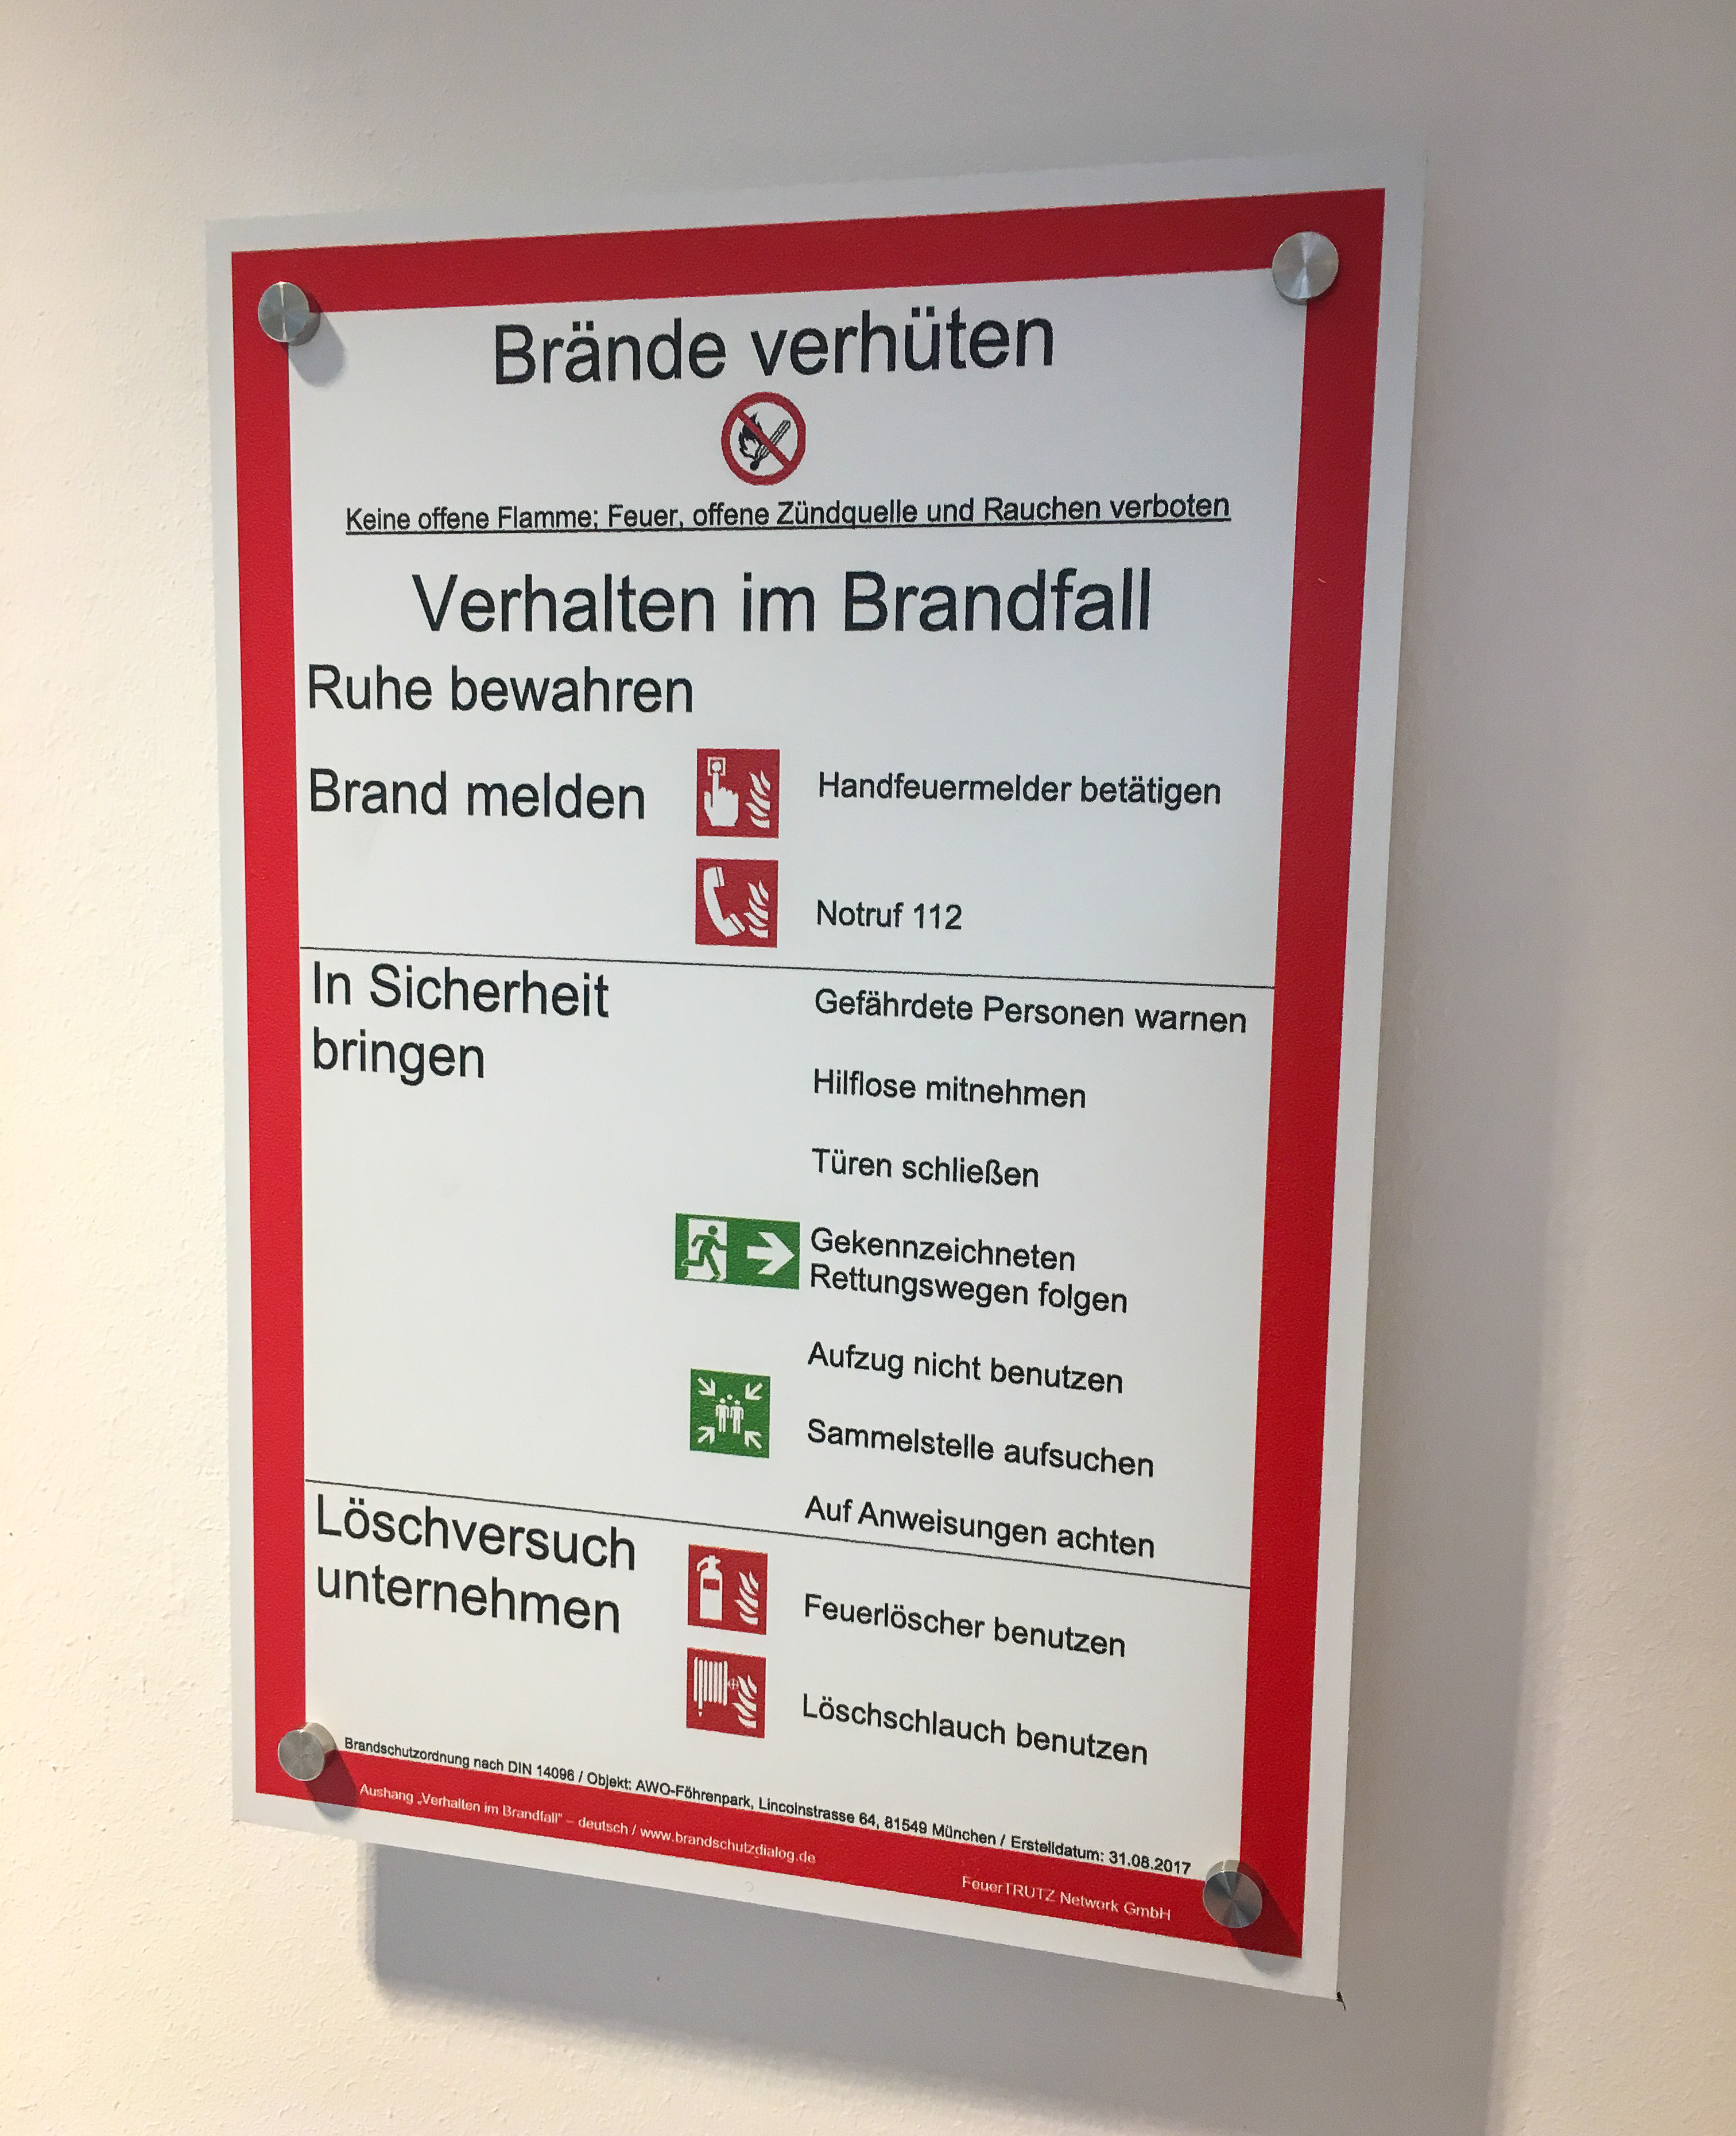 Brände verhüten
Keine offene Flamme; Feuer, offene Zündquelle und Rauchen verboten
Verhalten im Brandfall
Ruhe bewahren
Brand melden
Handfeuermelder betätigen
Notruf 112
In Sicherheit
bringen
Gefährdete Personen warnen
Hilflose mitnehmen
Türen schließen
Gekennzeichneten
Rettungswegen folgen
Aufzug nicht benutzen
Sammelstelle aufsuchen
Auf Anweisungen achten
Löschversuch
unternehmen
Feuerlöscher benutzen
Löschschlauch benutzen
Brandschutzordnung nach DIN 14096 / Objekt: AWO-Föhrenpark, Lincolnstrasse 64, 81549 München / Erstelldatum: 31.08.2017
Aushang „Verhalten im Brandfall“ – deutsch / www.brandschutzdialog.de
FeuerTRUTZ Network GmbH